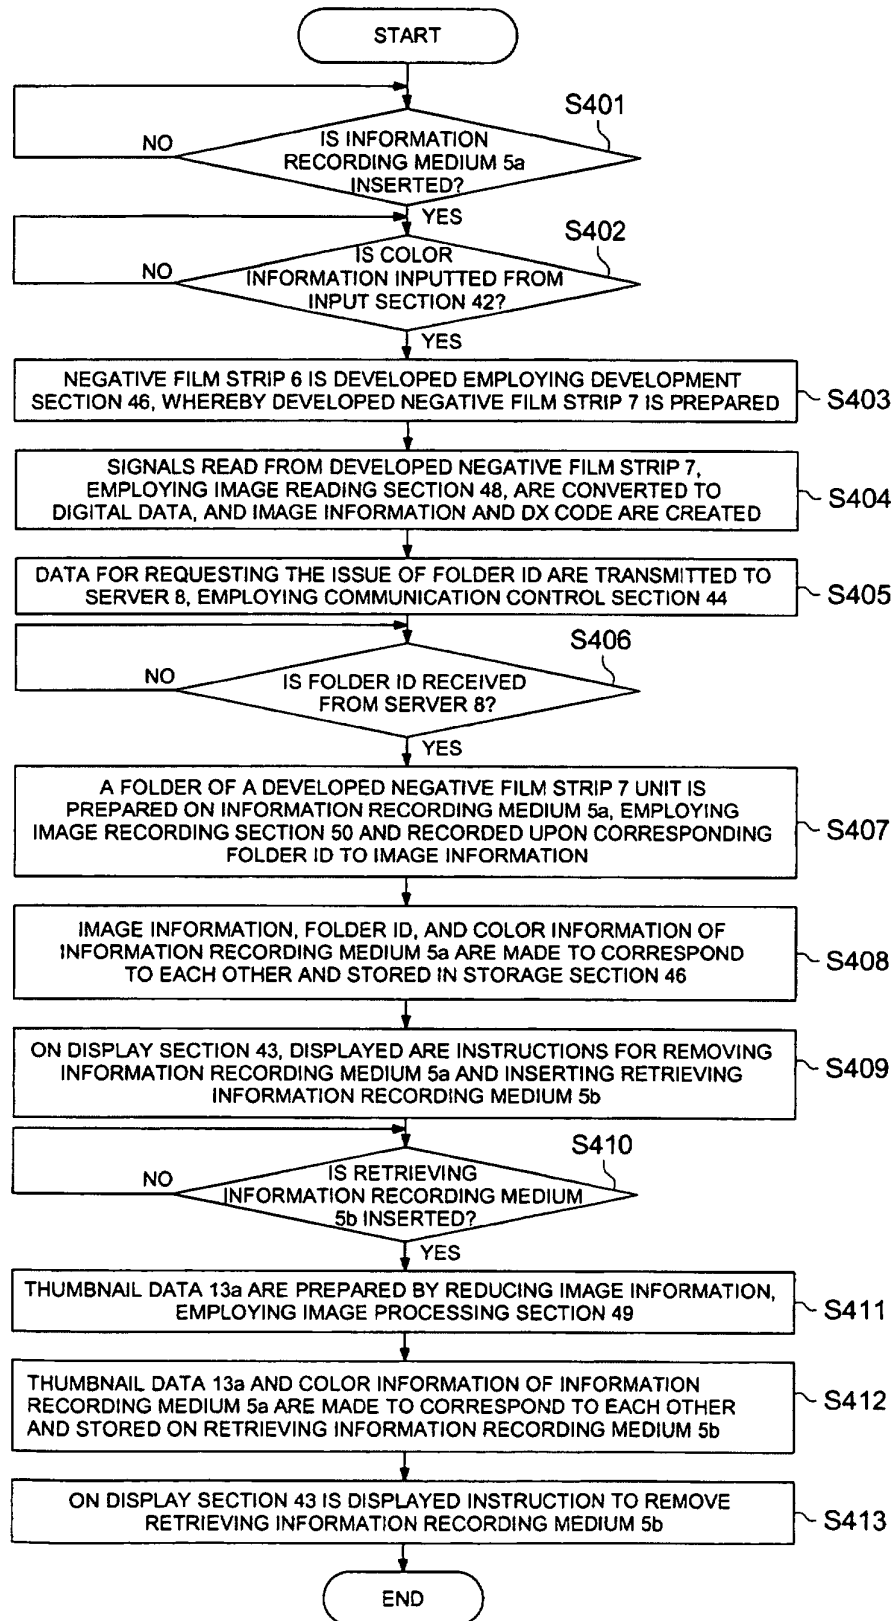 START
S401
NO
IS INFORMATION
RECORDING MEDIUM 5a
INSERTED?
YES
S402
NO
IS COLOR
INFORMATION INPUTTED FROM
INPUT SECTION 42?
YES
NEGATIVE FILM STRIP 6 IS DEVELOPED EMPLOYING DEVELOPMENT
SECTION 46, WHEREBY DEVELOPED NEGATIVE FILM STRIP 7 IS PREPARED
S403
SIGNALS READ FROM DEVELOPED NEGATIVE FILM STRIP 7,
EMPLOYING IMAGE READING SECTION 48, ARE CONVERTED TO
DIGITAL DATA, AND IMAGE INFORMATION AND DX CODE ARE CREATED
S404
DATA FOR REQUESTING THE ISSUE OF FOLDER ID ARE TRANSMITTED TO
SERVER 8, EMPLOYING COMMUNICATION CONTROL SECTION 44
S405
S406
NO
IS FOLDER ID RECEIVED
FROM SERVER 8?
YES
A FOLDER OF A DEVELOPED NEGATIVE FILM STRIP 7 UNIT IS
PREPARED ON INFORMATION RECORDING MEDIUM 5a, EMPLOYING
IMAGE RECORDING SECTION 50 AND RECORDED UPON CORRESPONDING
FOLDER ID TO IMAGE INFORMATION
S407
IMAGE INFORMATION, FOLDER ID, AND COLOR INFORMATION OF
INFORMATION RECORDING MEDIUM 5a ARE MADE TO CORRESPOND
TO EACH OTHER AND STORED IN STORAGE SECTION 46
S408
ON DISPLAY SECTION 43, DISPLAYED ARE INSTRUCTIONS FOR REMOVING
INFORMATION RECORDING MEDIUM 5a AND INSERTING RETRIEVING
INFORMATION RECORDING MEDIUM 5b
S409
S410
NO
IS RETRIEVING
INFORMATION RECORDING MEDIUM
5b INSERTED?
YES
THUMBNAIL DATA 13a ARE PREPARED BY REDUCING IMAGE INFORMATION,
EMPLOYING IMAGE PROCESSING SECTION 49
S411
THUMBNAIL DATA 13a AND COLOR INFORMATION OF INFORMATION
RECORDING MEDIUM 5a ARE MADE TO CORRESPOND TO EACH OTHER
AND STORED ON RETRIEVING INFORMATION RECORDING MEDIUM 5b
S412
ON DISPLAY SECTION 43 IS DISPLAYED INSTRUCTION TO REMOVE
RETRIEVING INFORMATION RECORDING MEDIUM 5b
S413
END